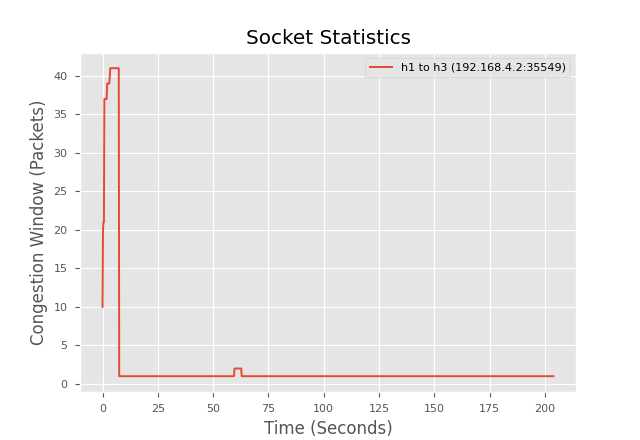 Socket Statistics
h1 to h3 (192.168.4.2:35549)
Congestion Window (Packets)
40
35
30
25
20
15
10
5
0
0 25 50 75 100 125 150 175 200
Time (Seconds)